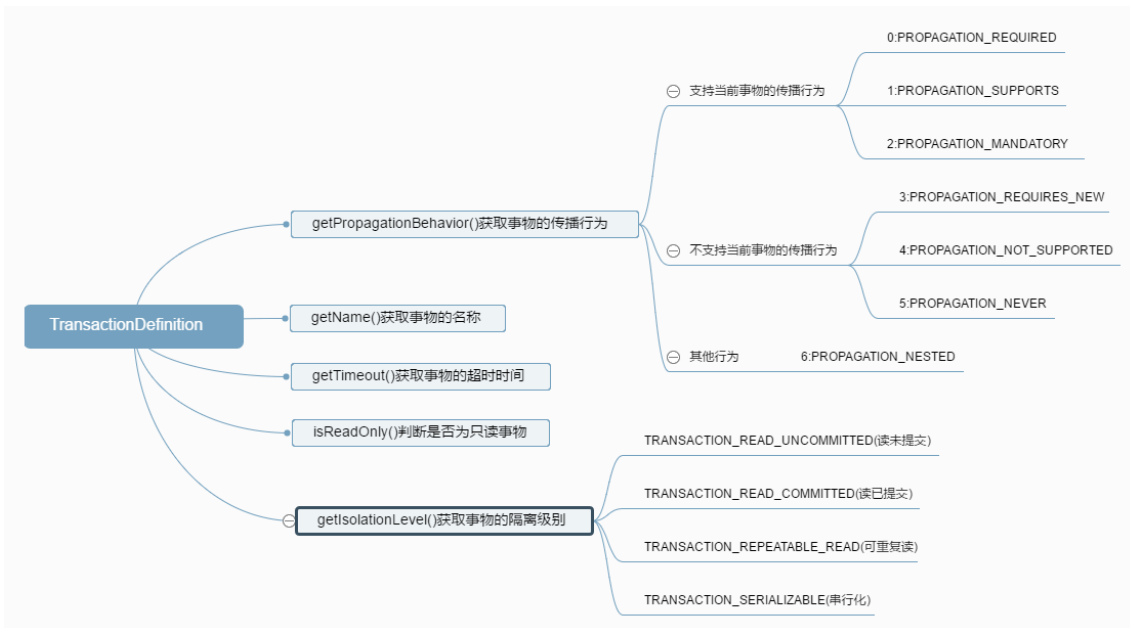 TransactionDefinition
getPropagationBehavior()获取事物的传播行为
支持当前事物的传播行为
0:PROPAGATION_REQUIRED
1:PROPAGATION_SUPPORTS
2:PROPAGATION_MANDATORY
不支持当前事物的传播行为
3:PROPAGATION_REQUIRES_NEW
4:PROPAGATION_NOT_SUPPORTED
5:PROPAGATION_NEVER
其他行为
6:PROPAGATION_NESTED
getName()获取事物的名称
getTimeout()获取事物的超时时间
isReadOnly()判断是否为只读事物
getIsolationLevel()获取事物的隔离级别
TRANSACTION_READ_UNCOMMITTED(读未提交)
TRANSACTION_READ_COMMITTED(读已提交)
TRANSACTION_REPEATABLE_READ(可重复读)
TRANSACTION_SERIALIZABLE(串行化)